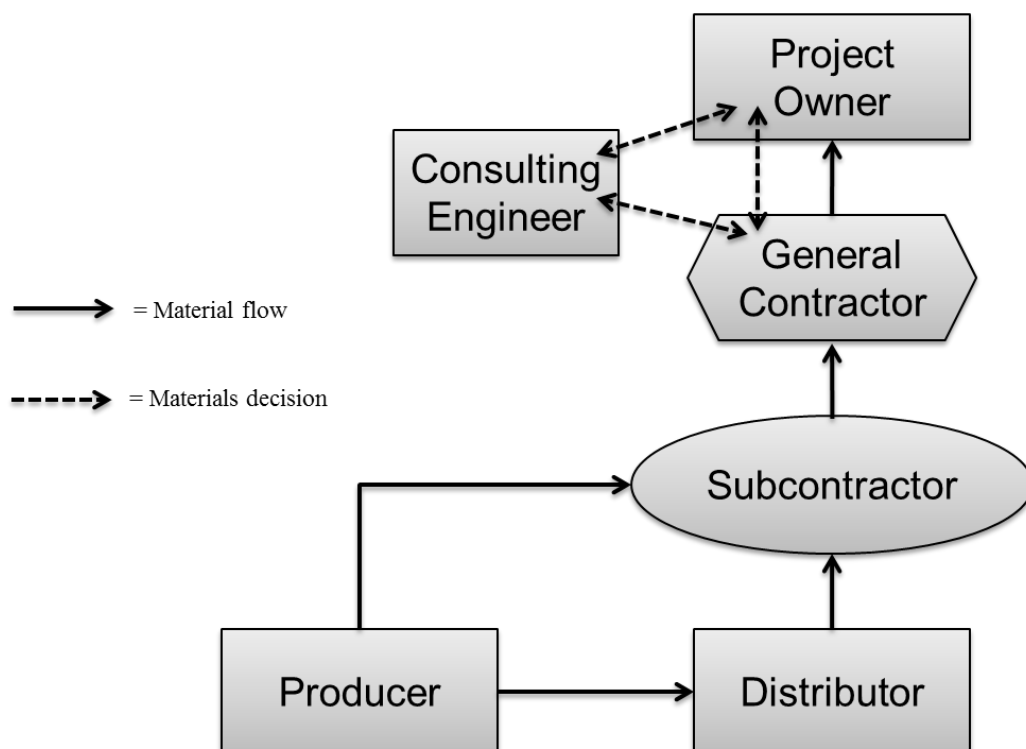 Project
Owner
Consulting
Engineer
General
Contractor
= Material flow
= Materials decision
Subcontractor
Producer
Distributor